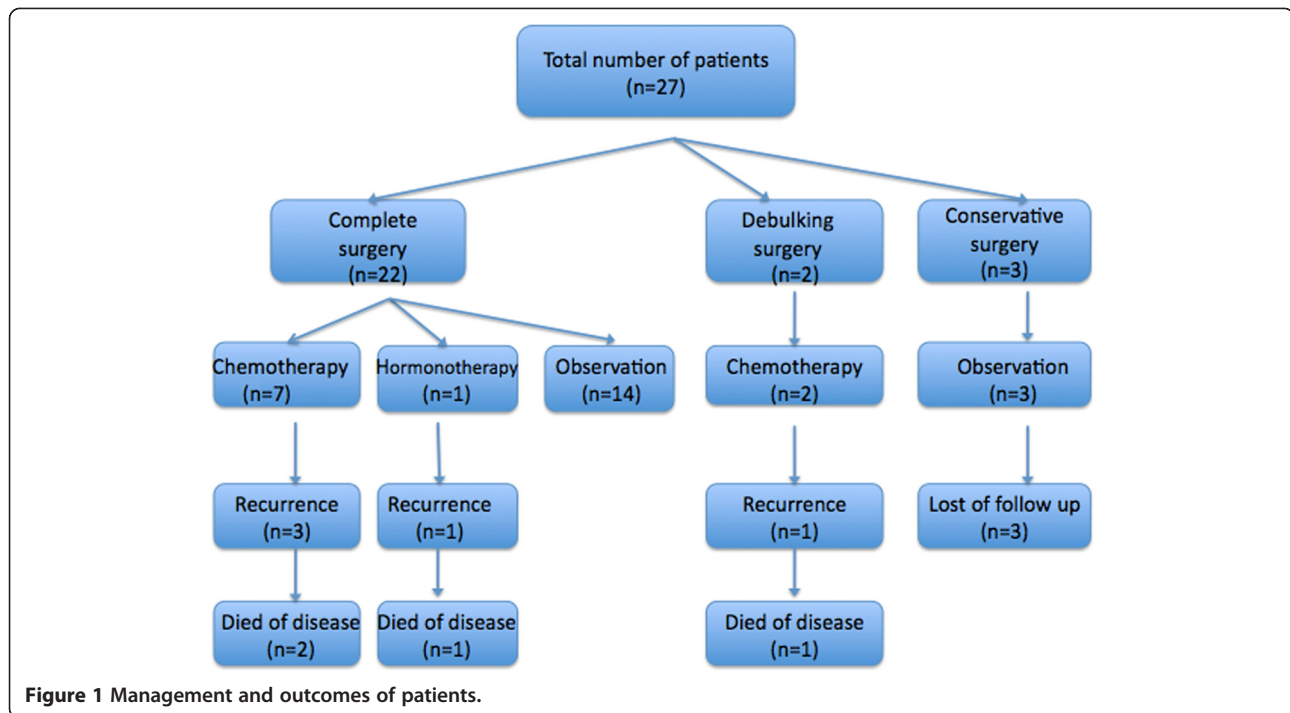 Total number of patients
(n=27)
Complete
surgery
(n=22)
Debulking
surgery
(n=2)
Conservative
surgery
(n=3)
Chemotherapy
(n=7)
Hormonotherapy
(n=1)
Observation
(n=14)
Chemotherapy
(n=2)
Observation
(n=3)
Recurrence
(n=3)
Recurrence
(n=1)
Recurrence
(n=1)
Lost of follow up
(n=3)
Died of disease
(n=2)
Died of disease
(n=1)
Died of disease
(n=1)
Figure 1 Management and outcomes of patients.